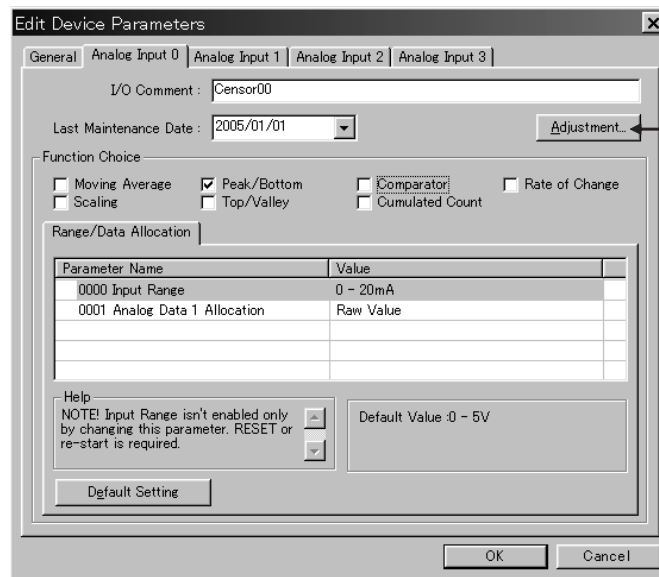 Edit Device Parameters
General Analog Input 0 Analog Input 1 Analog Input 2 Analog Input 3
I/O Comment : Censor00
Last Maintenance Date : 2005/01/01 Adjustment...
Function Choice
Moving Average Peak/Bottom Comparator Rate of Change
Scaling Top/Valley Cumulated Count
Range/Data Allocation
Parameter Name Value
0000 Input Range 0 - 20mA
0001 Analog Data 1 Allocation Raw Value
Help
NOTE! Input Range isn't enabled only
by changing this parameter. RESET or
re-start is required.
Default Value :0 - 5V
Default Setting
OK Cancel